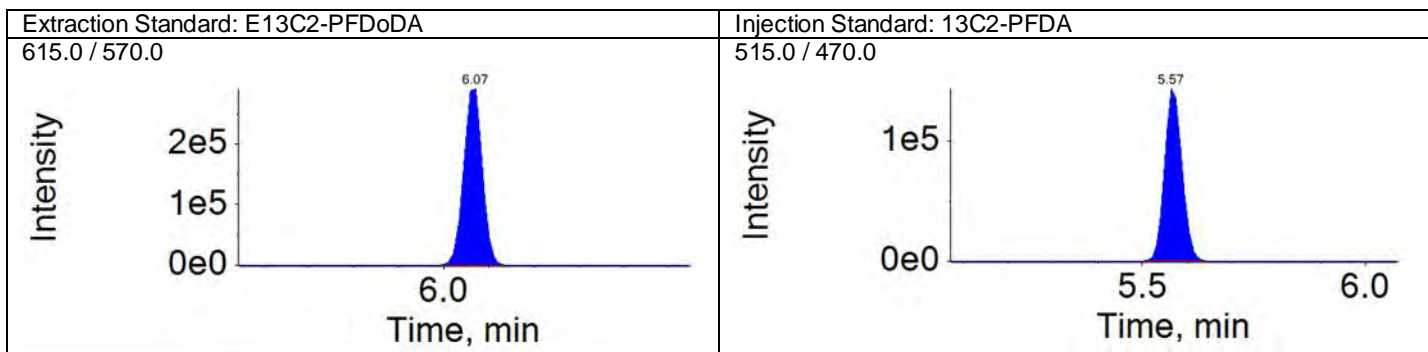 Extraction Standard: E13C2-PFDoDA
615.0 / 570.0
6.07
Intensity
2e5
1e5
0e0
6.0
Time, min
Injection Standard: 13C2-PFDA
515.0 / 470.0
5.57
Intensity
1e5
0e0
5.5 6.0
Time, min